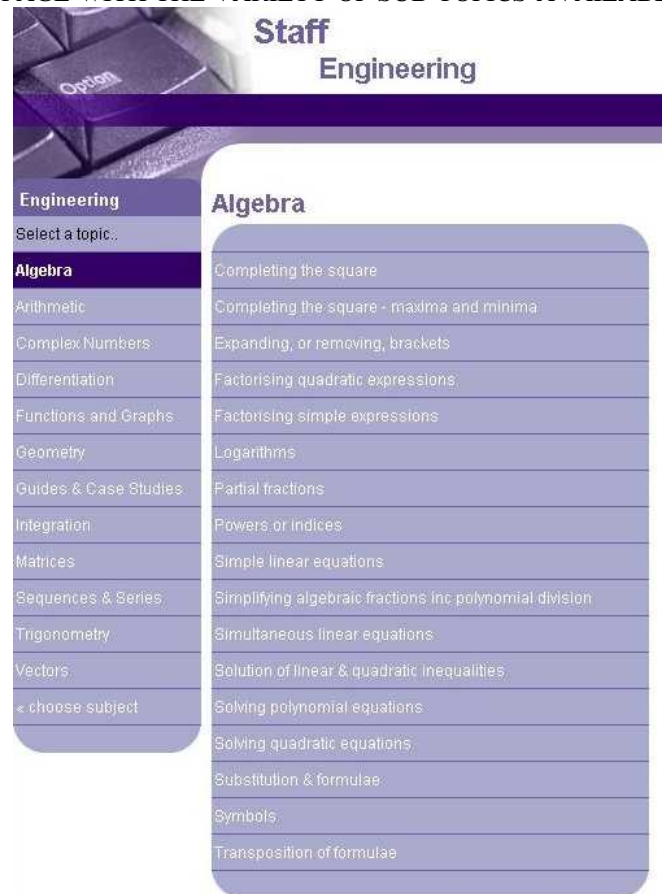 Option
Staff
Engineering
Engineering
Select a topic..
Algebra
Arithmetic
Complex Numbers
Differentiation
Functions and Graphs
Geometry
Guides & Case Studies
Integration
Matrices
Sequences & Series
Trigonometry
Vectors
« choose subject
Algebra
Completing the square
Completing the square - maxima and minima
Expanding, or removing, brackets
Factorising quadratic expressions
Factorising simple expressions
Logarithms
Partial fractions
Powers or indices
Simple linear equations
Simplifying algebraic fractions inc polynomial division
Simultaneous linear equations
Solution of linear & quadratic inequalities
Solving polynomial equations
Solving quadratic equations
Substitution & formulae
Symbols
Transposition of formulae